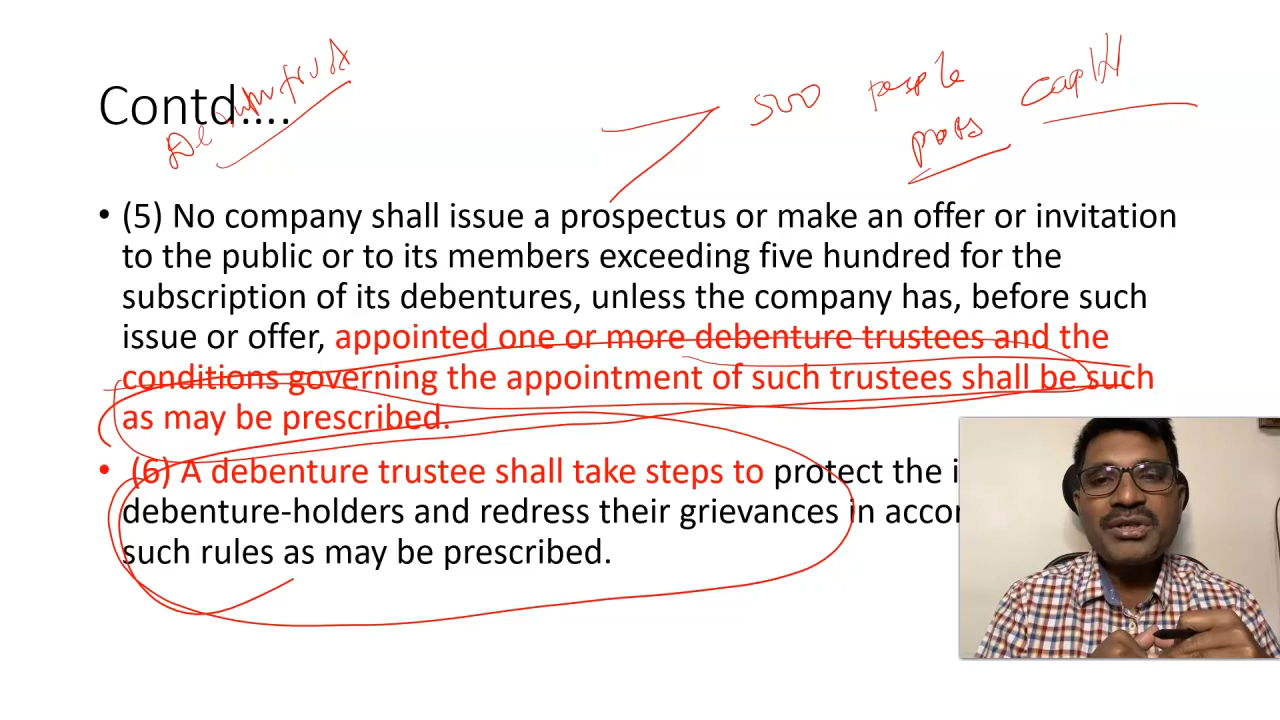 500 people capital
Contd....
• (5) No company shall issue a prospectus or make an offer or invitation
to the public or to its members exceeding five hundred for the
subscription of its debentures, unless the company has, before such
issue or offer, appointed one or more debenture trustees and the
conditions governing the appointment of such trustees shall be such
as may be prescribed.
• (6) A debenture trustee shall take steps to protect the i
debenture-holders and redress their grievances in accor
such rules as may be prescribed.